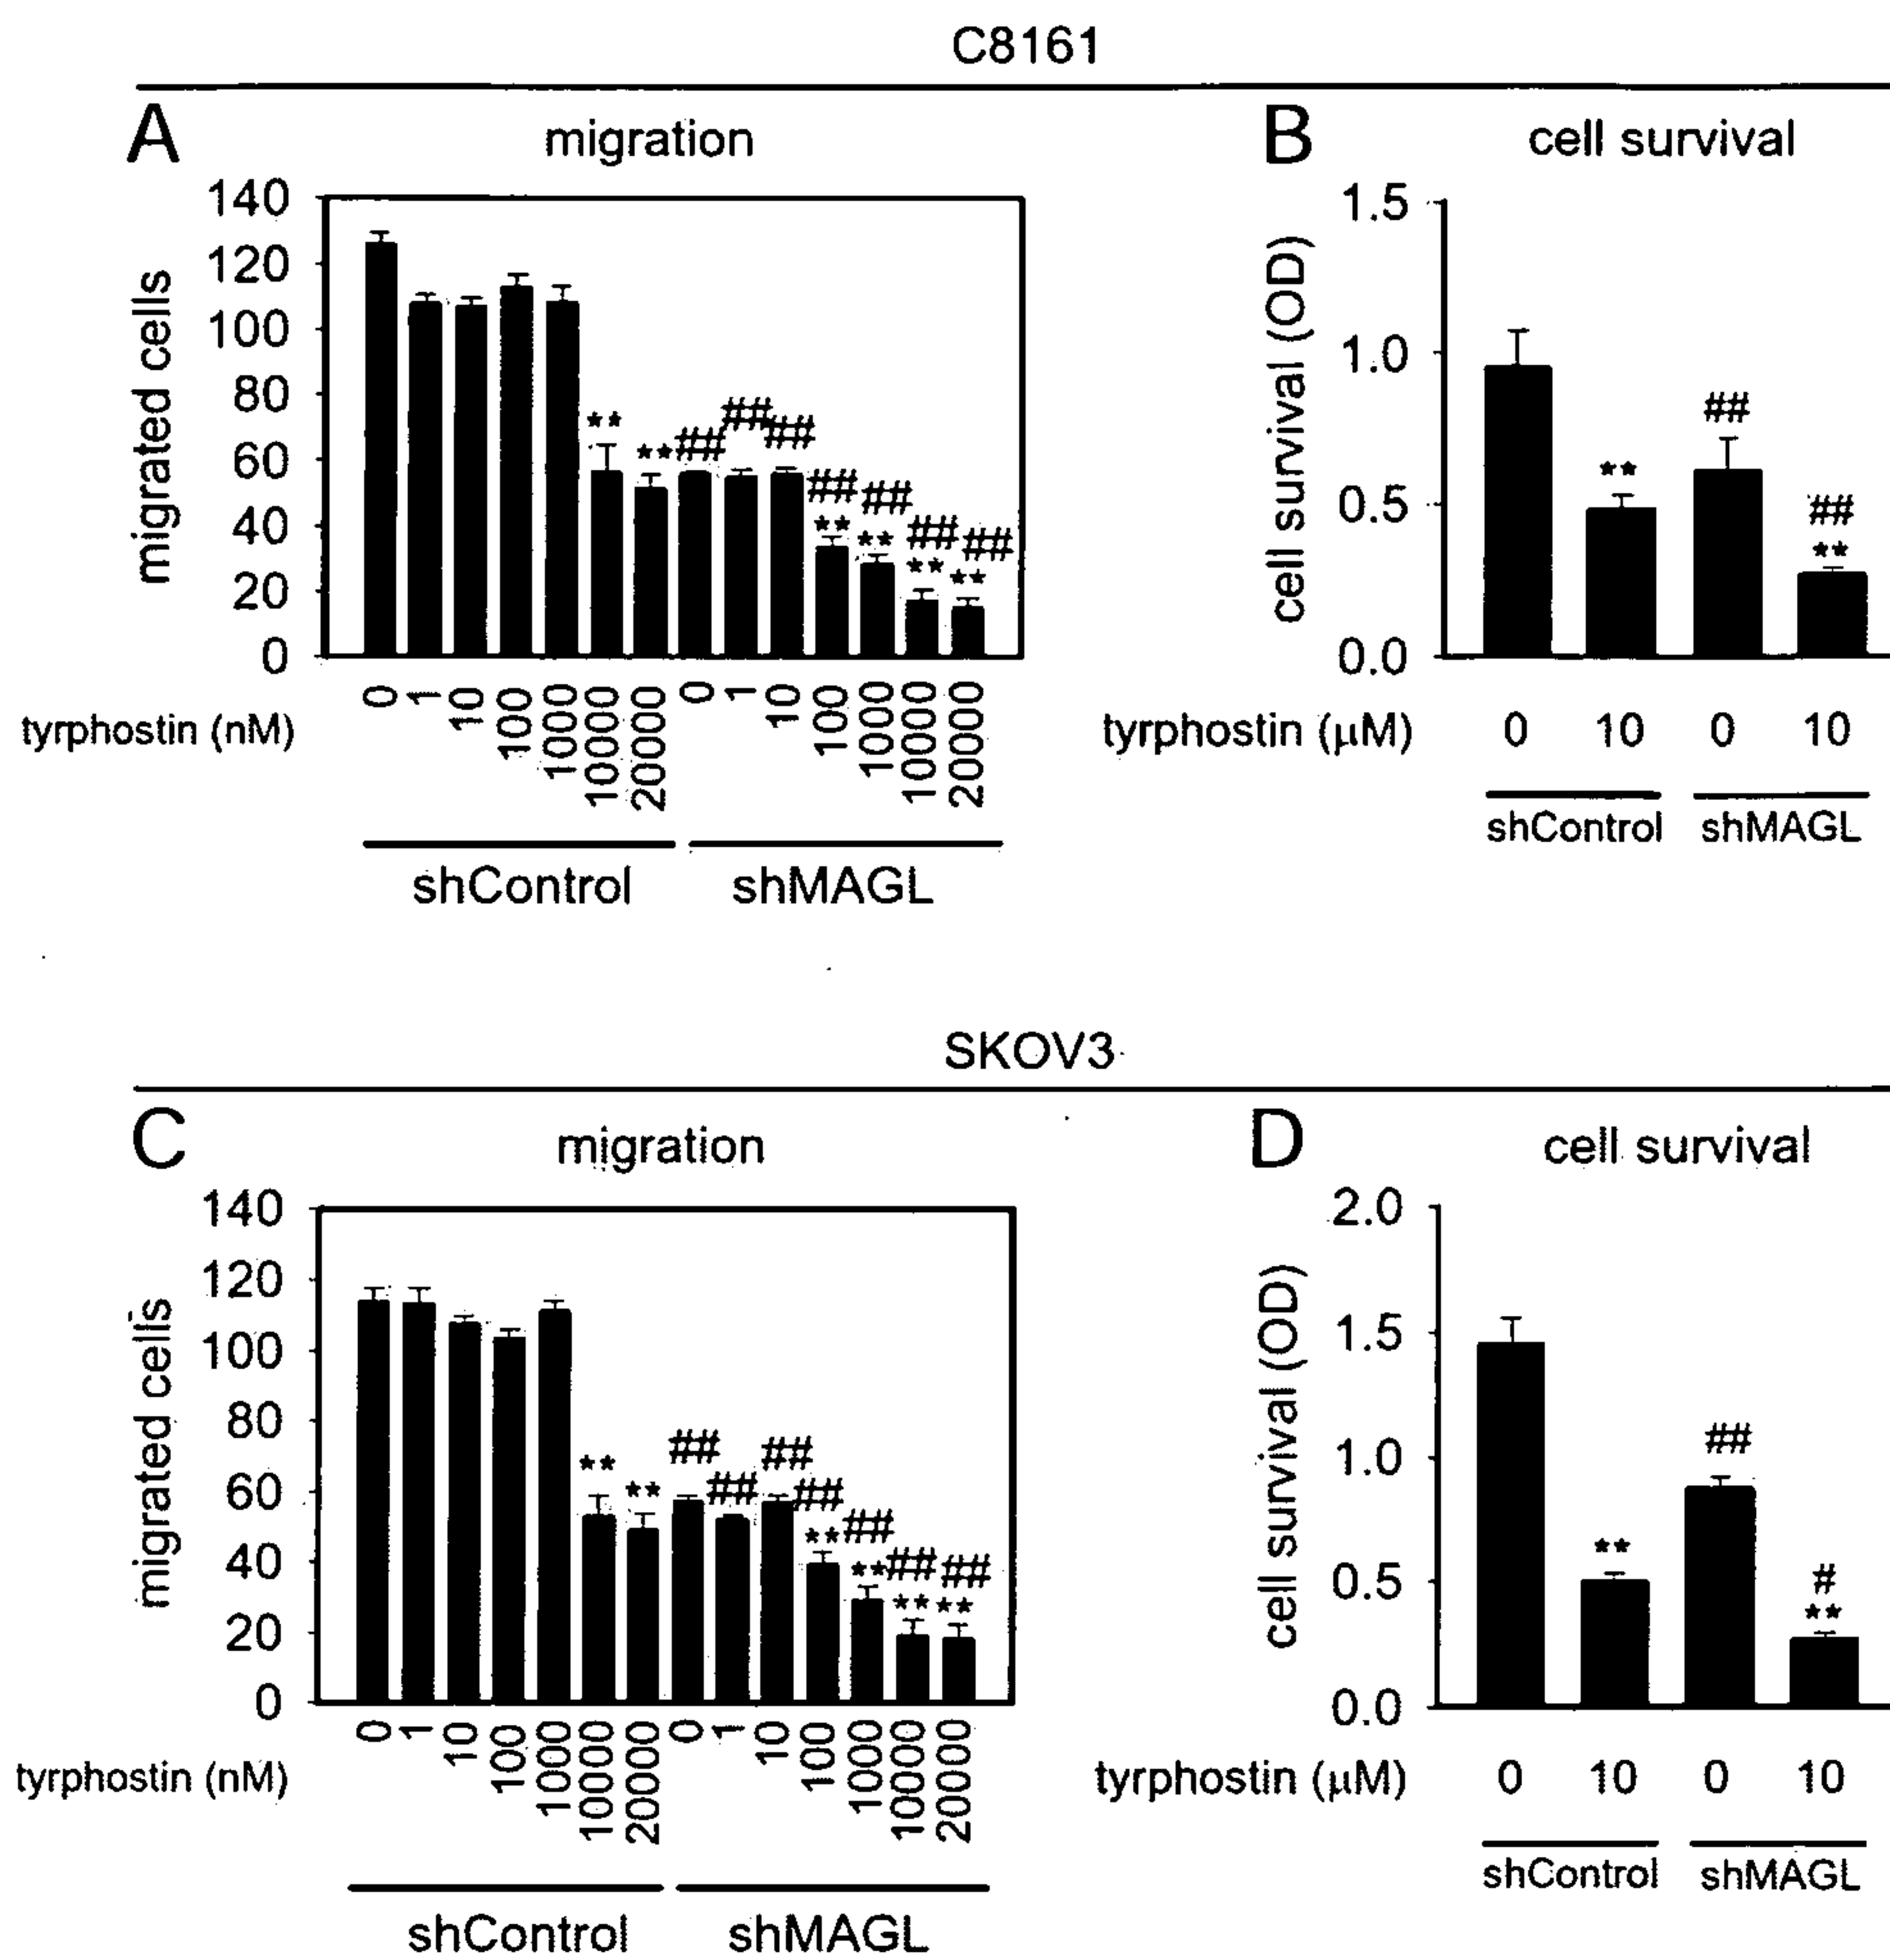 C8161
A
migration
migrated cells
140
120
100
80
60
40
20
0
**
**
##
##
##
##
**
##
**
##
**
##
**
tyrphostin (nM)
0 1 10 100 1000 10000 20000 0 1 10 100 1000 10000 20000
shControl shMAGL
B
cell survival
cell survival (OD)
1.5
1.0
0.5
0.0
**
##
##
**
tyrphostin (μM) 0 10 0 10
shControl shMAGL
SKOV3
C
migration
migrated cells
140
120
100
80
60
40
20
0
**
**
##
##
##
##
**
##
**
##
**
##
**
tyrphostin (nM)
0 1 10 100 1000 10000 20000 0 1 10 100 1000 10000 20000
shControl shMAGL
D
cell survival
cell survival (OD)
2.0
1.5
1.0
0.5
0.0
**
##
#
**
tyrphostin (μM) 0 10 0 10
shControl shMAGL